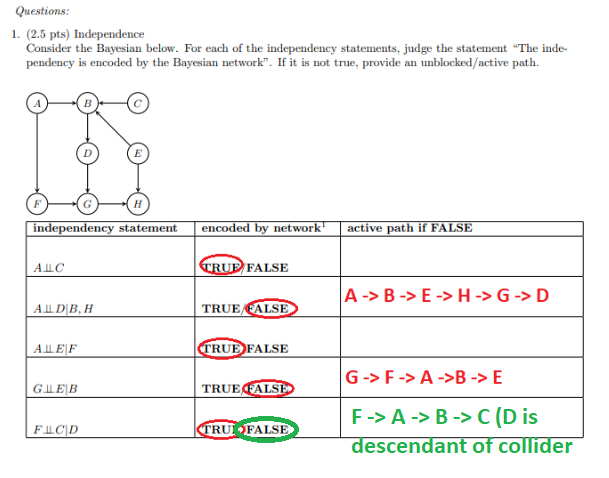 Questions:
1. (2.5 pts) Independence
Consider the Bayesian below. For each of the independency statements, judge the statement “The inde-
pendency is encoded by the Bayesian network”. If it is not true, provide an unblocked/active path.
A B C
D E
F G H
independency statement encoded by network¹ active path if FALSE
A⫫C TRUE/FALSE
A⫫D|B, H TRUE/FALSE A -> B -> E -> H -> G -> D
A⫫E|F TRUE/FALSE
G⫫E|B TRUE/FALSE G -> F -> A ->B -> E
F⫫C|D TRUE/FALSE F -> A -> B -> C (D is
descendant of collider